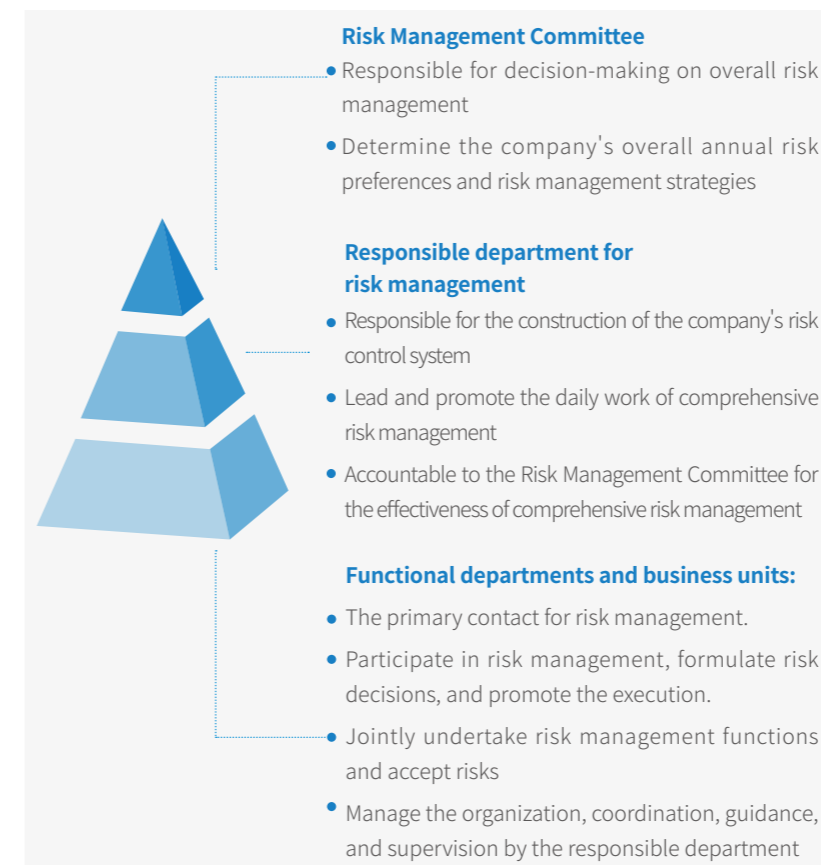 Risk Management Committee
• Responsible for decision-making on overall risk
management
• Determine the company's overall annual risk
preferences and risk management strategies
Responsible department for
risk management
• Responsible for the construction of the company's risk
control system
• Lead and promote the daily work of comprehensive
risk management
• Accountable to the Risk Management Committee for
the effectiveness of comprehensive risk management
Functional departments and business units:
• The primary contact for risk management.
• Participate in risk management, formulate risk
decisions, and promote the execution.
• Jointly undertake risk management functions
and accept risks
• Manage the organization, coordination, guidance,
and supervision by the responsible department